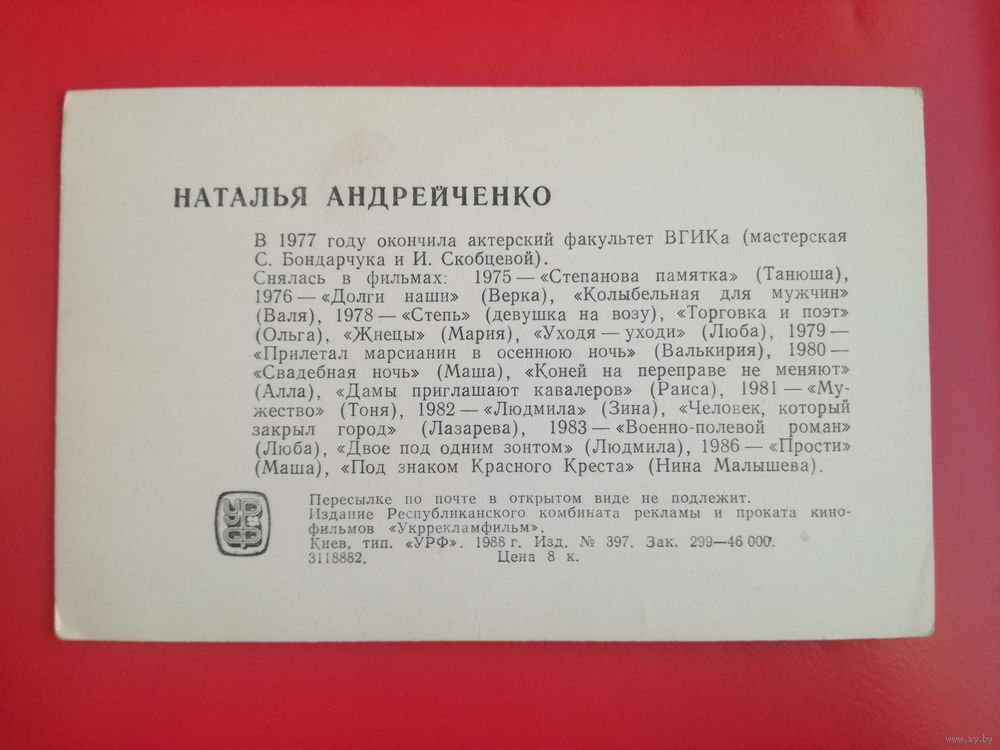 НАТАЛЬЯ АНДРЕЙЧЕНКО
В 1977 году окончила актерский факультет ВГИКа (мастерская
С. Бондарчука и И. Скобцевой).
Снялась в фильмах: 1975 — «Степанова памятка» (Танюша),
1976 — «Долги наши» (Верка), «Колыбельная для мужчин»
(Валя), 1978 — «Степь» (девушка на возу), «Торговка и поэт»
(Ольга), «Жнецы» (Мария), «Уходя — уходи» (Люба), 1979 —
«Прилетал марсианин в осеннюю ночь» (Валькирия), 1980 —
«Свадебная ночь» (Маша), «Коней на переправе не меняют»
(Алла), «Дамы приглашают кавалеров» (Раиса), 1981 — «Му-
жество» (Тоня), 1982 — «Людмила» (Зина), «Человек, который
закрыл город» (Лазарева), 1983 — «Военно-полевой роман»
(Люба), «Двое под одним зонтом» (Людмила), 1986 — «Прости»
(Маша), «Под знаком Красного Креста» (Нина Малышева).
УРФ
Пересылке по почте в открытом виде не подлежит.
Издание Республиканского комбината рекламы и проката кино-
фильмов «Укррекламфильм».
Киев, тип. «УРФ». 1988 г. Изд. № 397. Зак. 299—46 000.
3118882. Цена 8 к.
www.ay.by